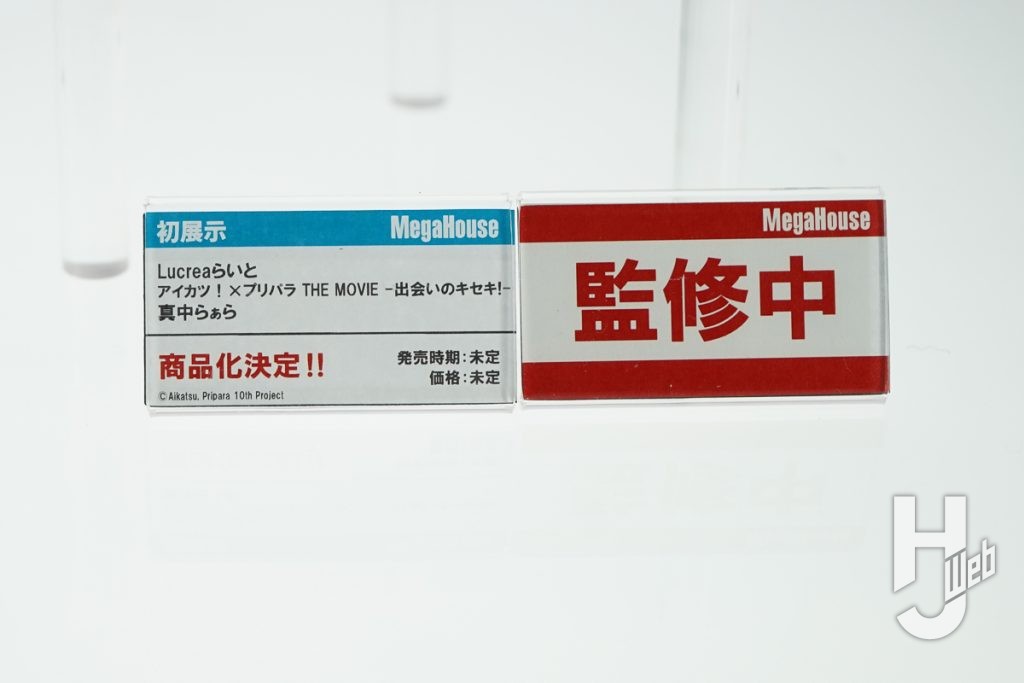 初展示 MegaHouse
Lucreaらいと
アイカツ！×プリパラ THE MOVIE -出会いのキセキ!-
真中らぁら
商品化決定!!
発売時期：未定
価格：未定
© Aikatsu, Pripara 10th Project
MegaHouse
監修中
HJ Web